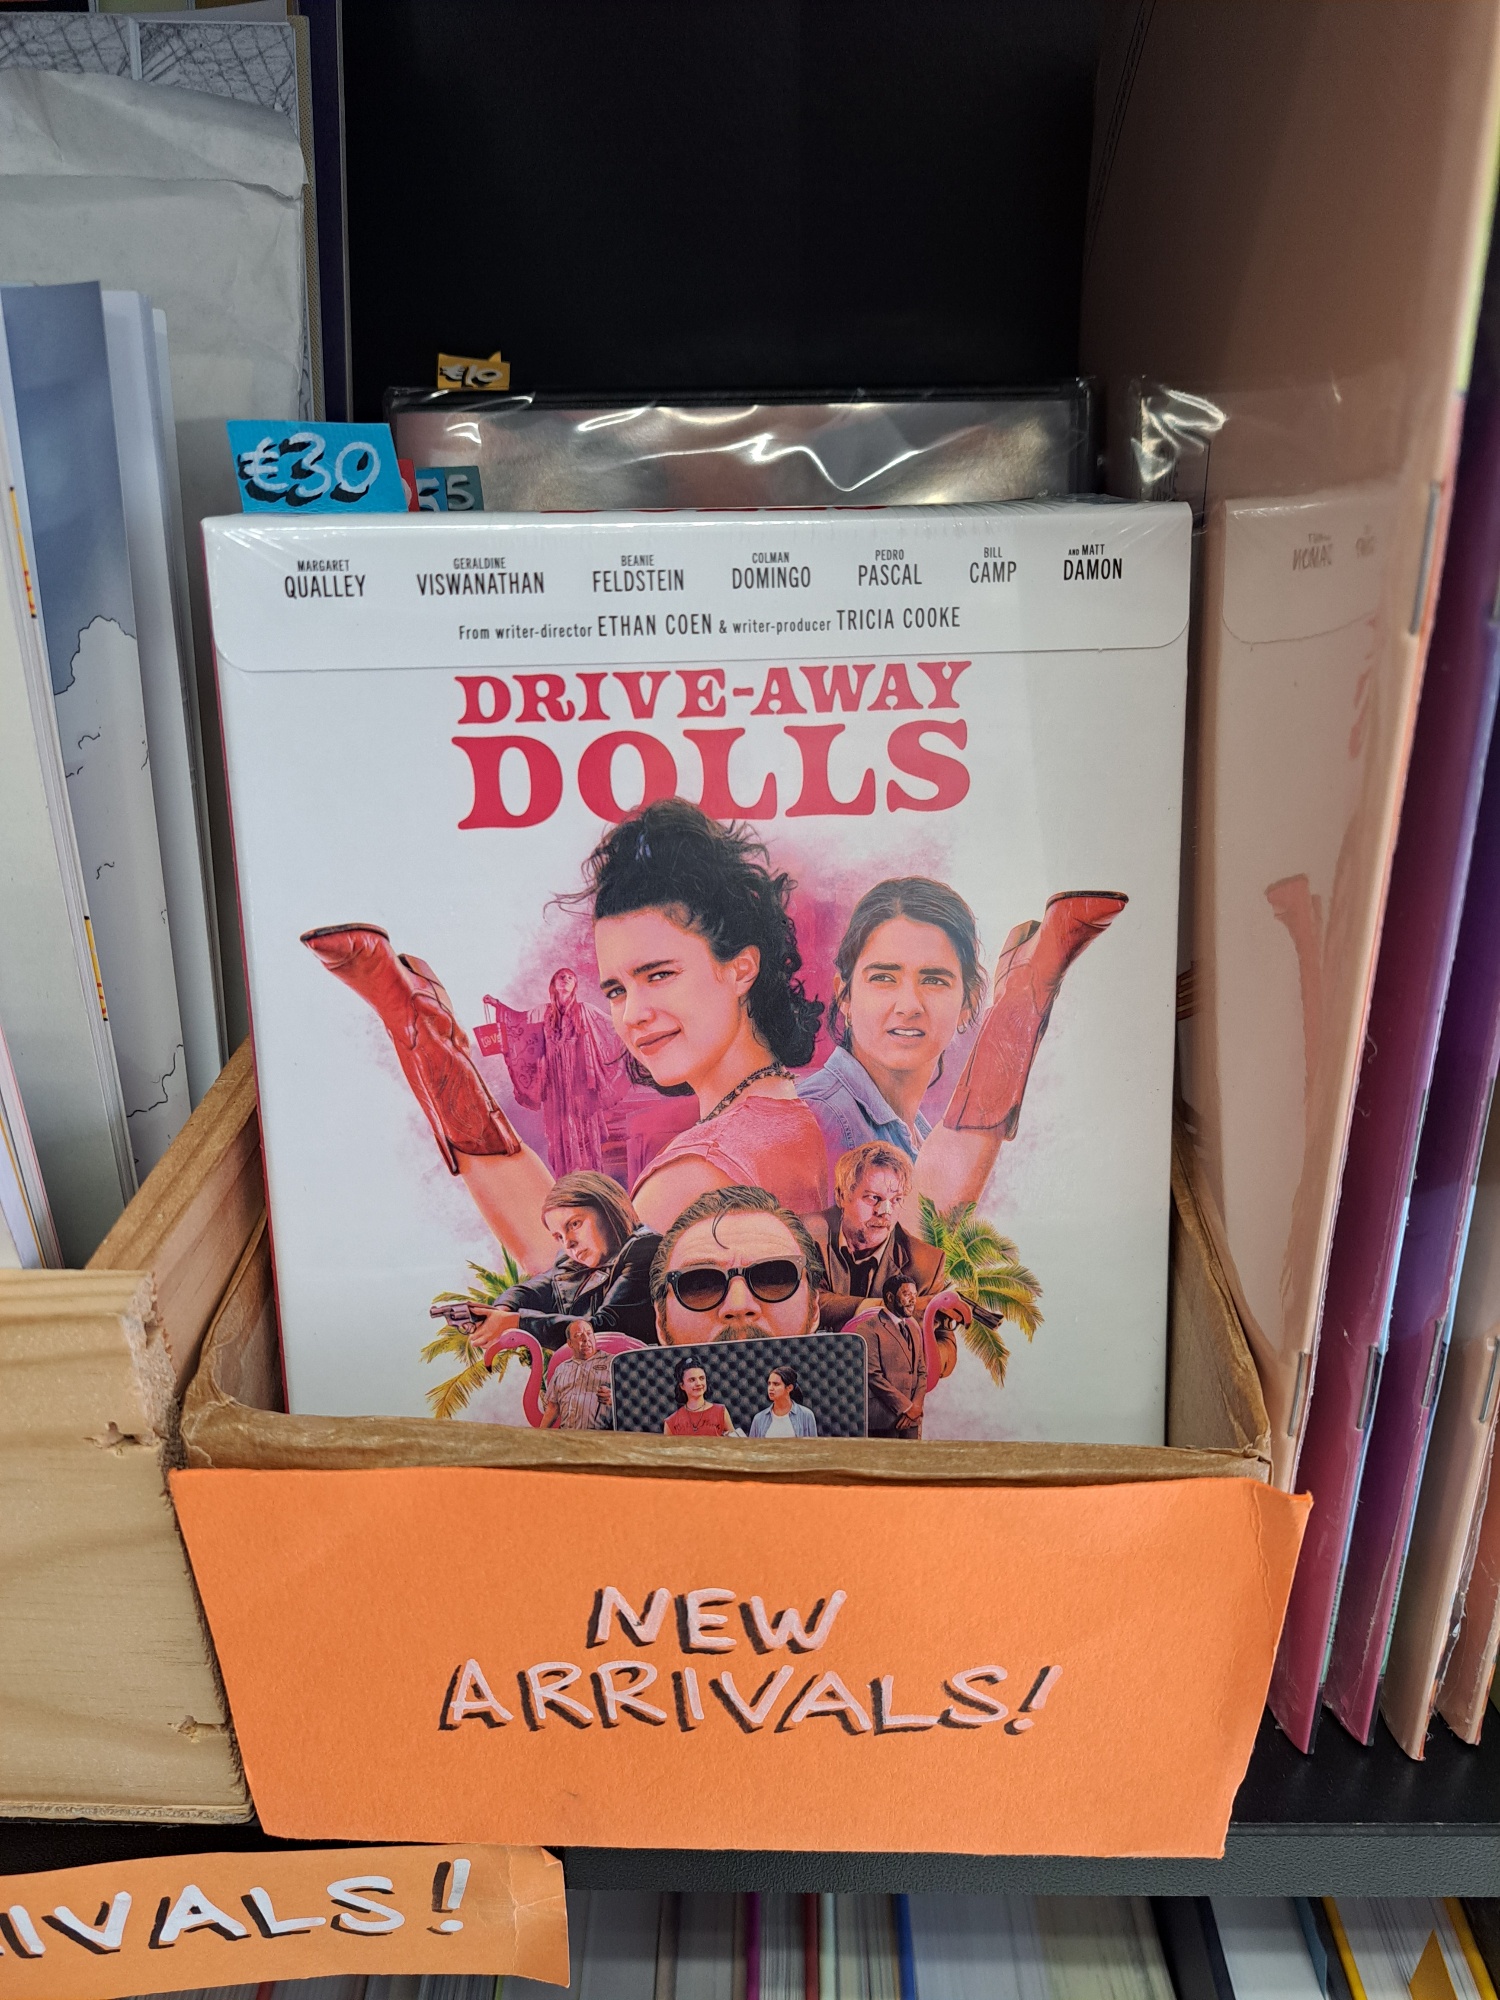 €10
€30
55
MARGARET QUALLEY GERALDINE VISWANATHAN BEANIE FELDSTEIN COLMAN DOMINGO PEDRO PASCAL BILL CAMP AND MATT DAMON
From writer-director ETHAN COEN & writer-producer TRICIA COOKE
DRIVE-AWAY
DOLLS
NEW
ARRIVALS!
IVALS!